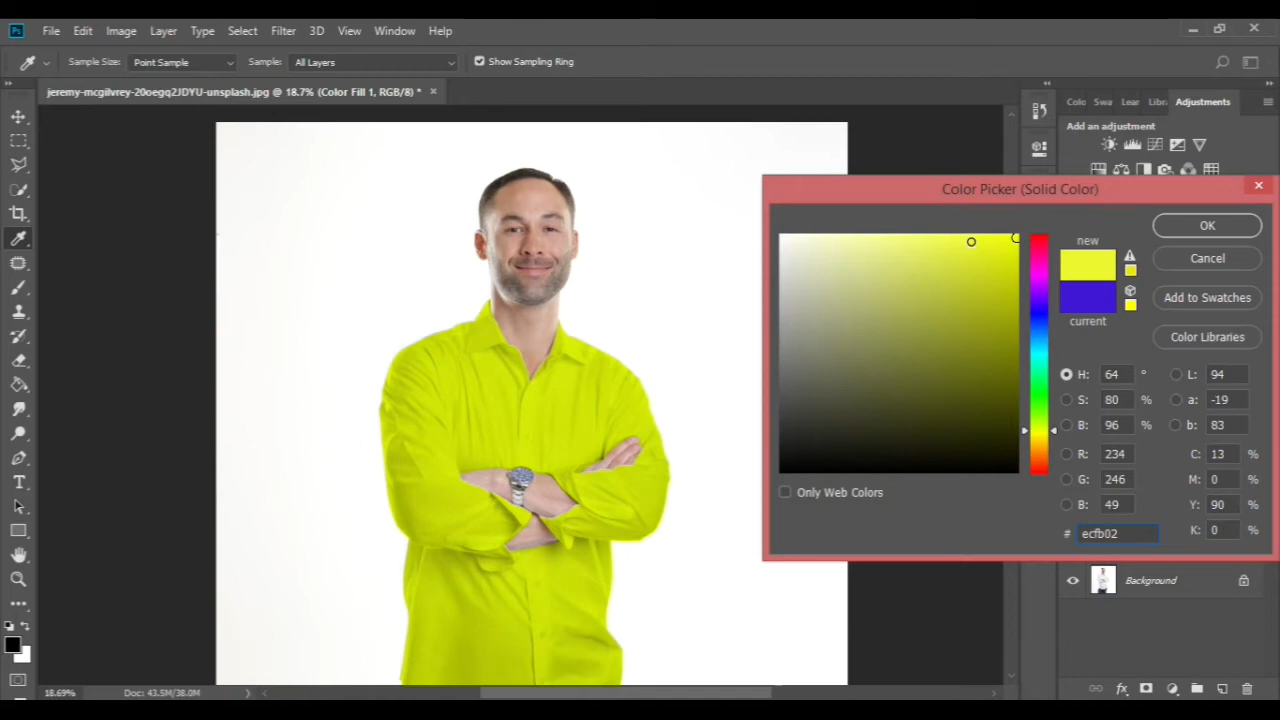 Ps File Edit Image Layer Type Select Filter 3D View Window Help
Sample Size: Point Sample Sample: All Layers Show Sampling Ring
jeremy-mcgilvrey-20oegq2JDYU-unsplash.jpg @ 18.7% (Color Fill 1, RGB/8) *
Colo Swa Lear Libra Adjustments
Add an adjustment
Color Picker (Solid Color)
new
current
OK
Cancel
Add to Swatches
Color Libraries
H: 64 ° L: 94
S: 80 % a: -19
B: 96 % b: 83
R: 234 C: 13 %
G: 246 M: 0 %
B: 49 Y: 90 %
# ecfb02 K: 0 %
Only Web Colors
Background
18.69% Doc: 43.5M/38.0M